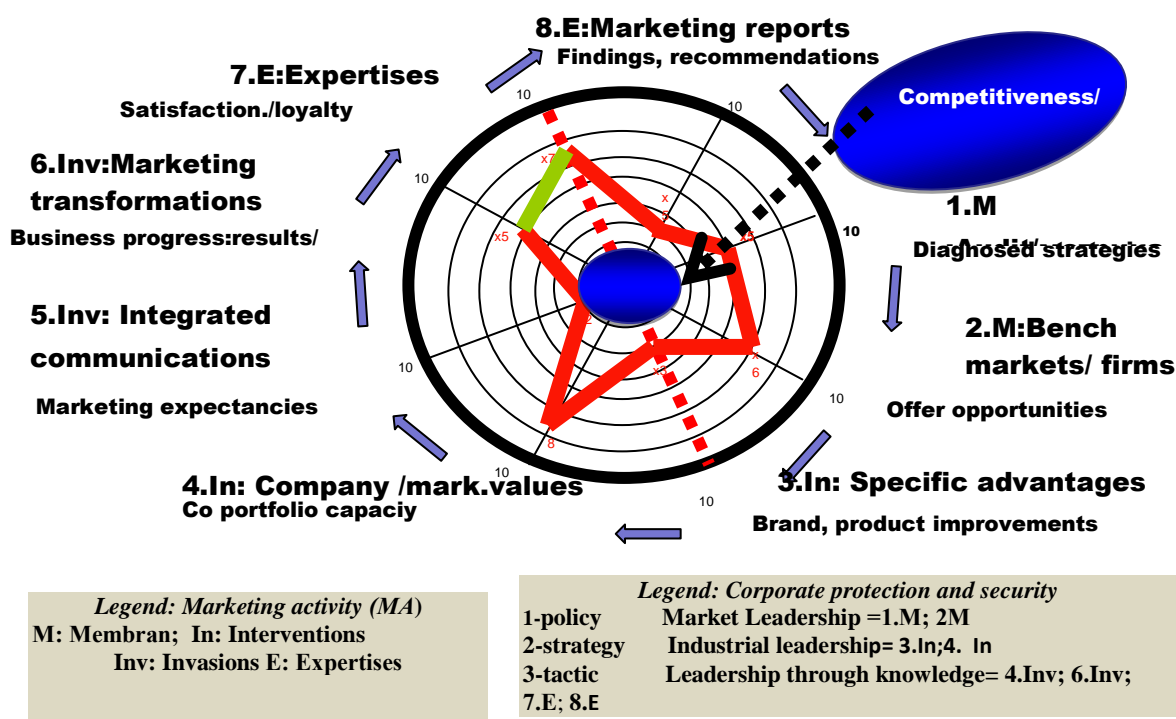 8.E:Marketing reports
Findings, recommendations
7.E:Expertises
Satisfaction./loyalty
Competitiveness/
6.Inv:Marketing
transformations
Business progress:results/
1.M
Diagnosed strategies
5.Inv: Integrated
communications
Marketing expectancies
2.M:Bench
markets/ firms
Offer opportunities
4.In: Company /mark.values
Co portfolio capaciy
3.In: Specific advantages
Brand, product improvements
10
10
10
10
10
10
10
10
x7
x
5
x5
x5
2
x3
x
6
8
Legend: Marketing activity (MA)
M: Membran; In: Interventions
Inv: Invasions E: Expertises
Legend: Corporate protection and security
1-policy Market Leadership =1.M; 2M
2-strategy Industrial leadership= 3.In;4. In
3-tactic Leadership through knowledge= 4.Inv; 6.Inv;
7.E; 8.E